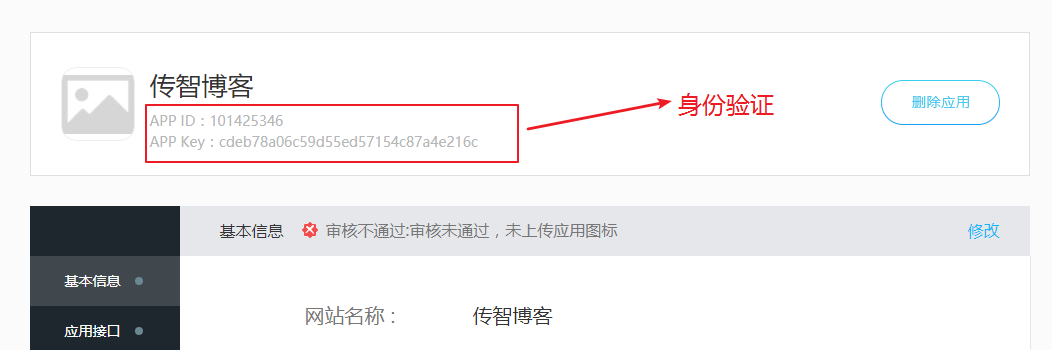 传智博客
APP ID：101425346
APP Key：cdeb78a06c59d55ed57154c87a4e216c
身份验证
删除应用
基本信息
审核不通过:审核未通过，未上传应用图标
修改
基本信息
应用接口
网站名称：
传智博客